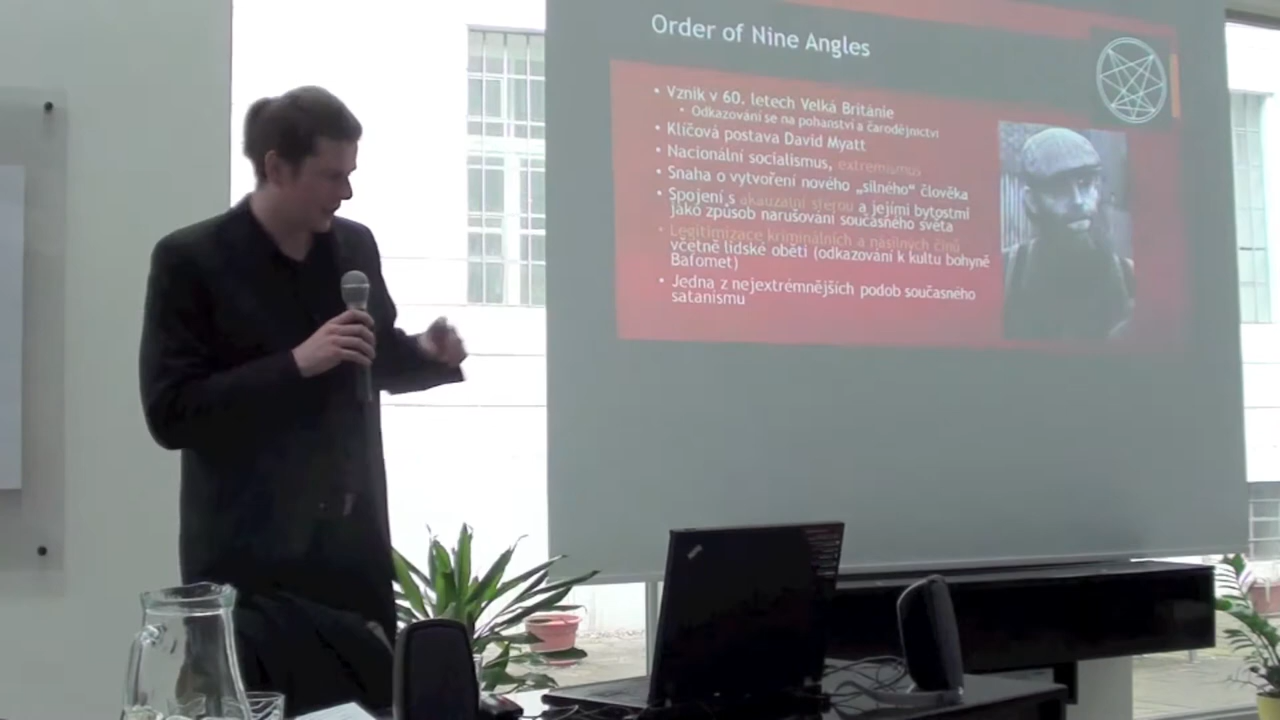 Order of Nine Angles
• Vznik v 60. letech Velká Británie
• Odkazování se na pohanství a čarodějnictví
• Klíčová postava David Myatt
• Nacionální socialismus, extremismus
• Snaha o vytvoření nového „silného“ člověka
• Spojení s akauzální sférou a jejími bytostmi
jako způsob narušování současného světa
• Legitimizace kriminálních a násilných činů
včetně lidské oběti (odkazování k kultu bohyně
Bafomet)
• Jedna z nejextrémnějších podob současného
satanismu